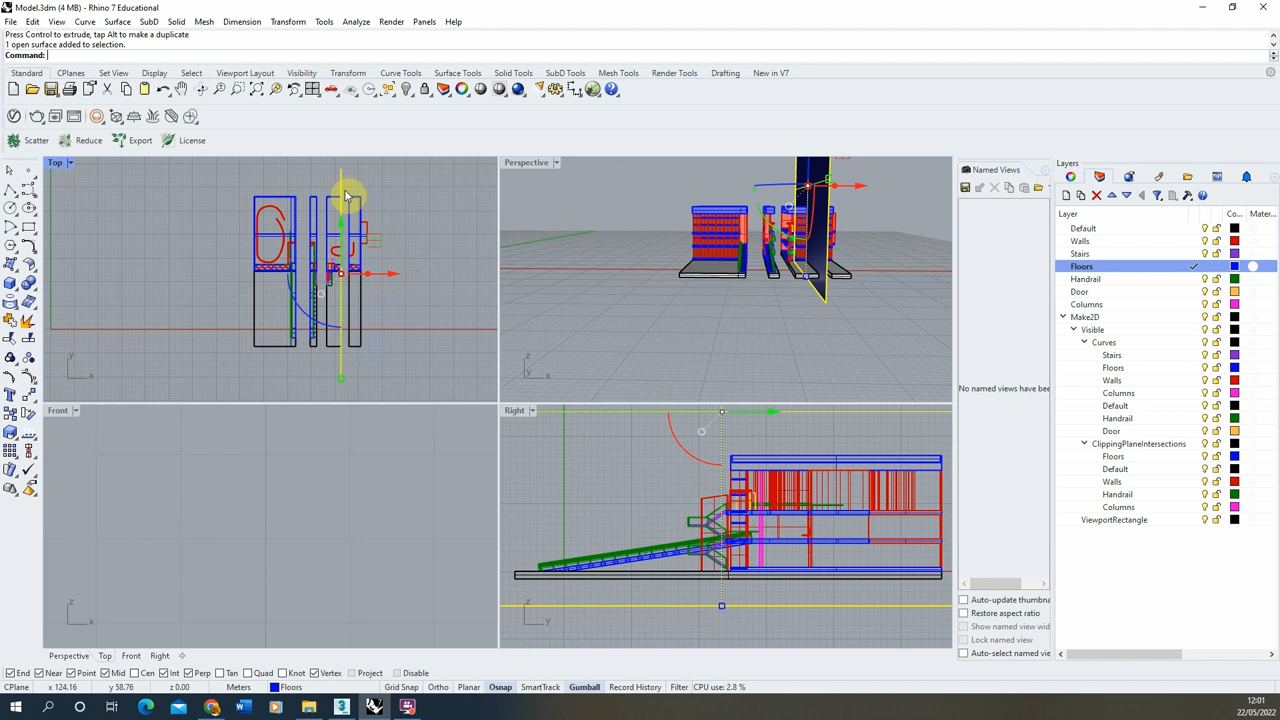 Model.3dm (4 MB) - Rhino 7 Educational
File Edit View Curve Surface SubD Solid Mesh Dimension Transform Tools Analyze Render Panels Help
Press Control to extrude, tap Alt to make a duplicate
1 open surface added to selection.
Command:
Standard CPlanes Set View Display Select Viewport Layout Visibility Transform Curve Tools Surface Tools Solid Tools SubD Tools Mesh Tools Render Tools Drafting New in V7
Scatter Reduce Export License
Top
Perspective
Front
Right
y x
z y x
z x
z y
Named Views
No named views have beer
Auto-update thumbna
Restore aspect ratio
Show named view wid
Lock named view
Auto-select named vie
Layers
Layer Co... Mater...
Default
Walls
Stairs
Floors
Handrail
Door
Columns
Make2D
Visible
Curves
Stairs
Floors
Walls
Columns
Default
Handrail
Door
ClippingPlaneIntersections
Floors
Default
Walls
Handrail
Columns
ViewportRectangle
Perspective Top Front Right
End Near Point Mid Cen Int Perp Tan Quad Knot Vertex Project Disable
CPlane x 124.16 y 58.76 z 0.00 Meters Floors Grid Snap Ortho Planar Osnap SmartTrack Gumball Record History Filter CPU use: 2.8 %
12:01
22/05/2022